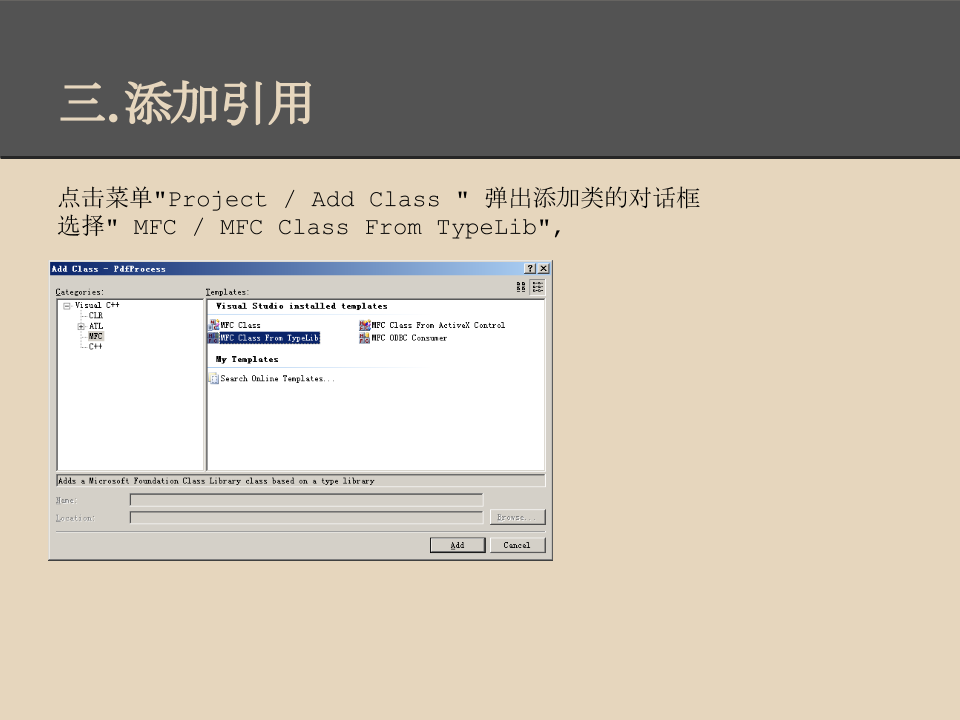 三.添加引用
点击菜单"Project / Add Class " 弹出添加类的对话框
选择" MFC / MFC Class From TypeLib",
Add Class - PdfProcess
Categories:
Templates:
Visual C++
CLR
ATL
MFC
C++
Visual Studio installed templates
MFC Class
MFC Class From ActiveX Control
MFC Class From TypeLib
MFC ODBC Consumer
My Templates
Search Online Templates...
Adds a Microsoft Foundation Class Library class based on a type library
Name:
Location:
Browse...
Add
Cancel